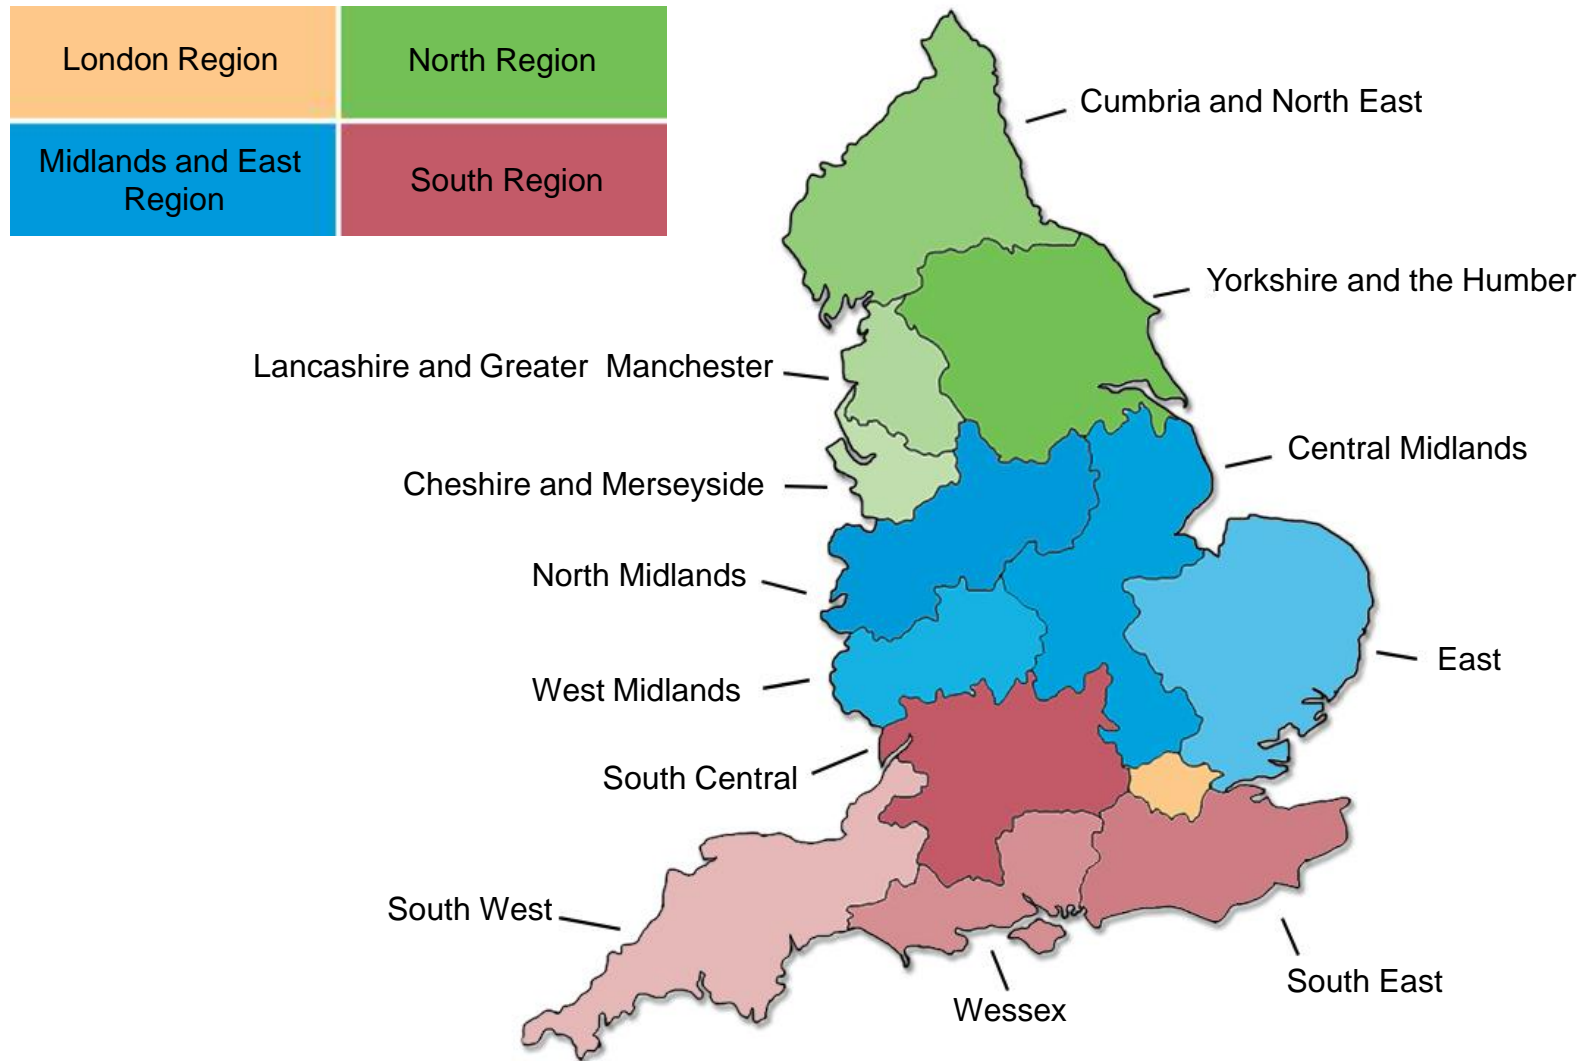 London Region
North Region
Midlands and East
Region
South Region
Cumbria and North East
Yorkshire and the Humber
Lancashire and Greater  Manchester
Central Midlands
Cheshire and Merseyside
North Midlands
East
West Midlands
South Central
South West
South East
Wessex